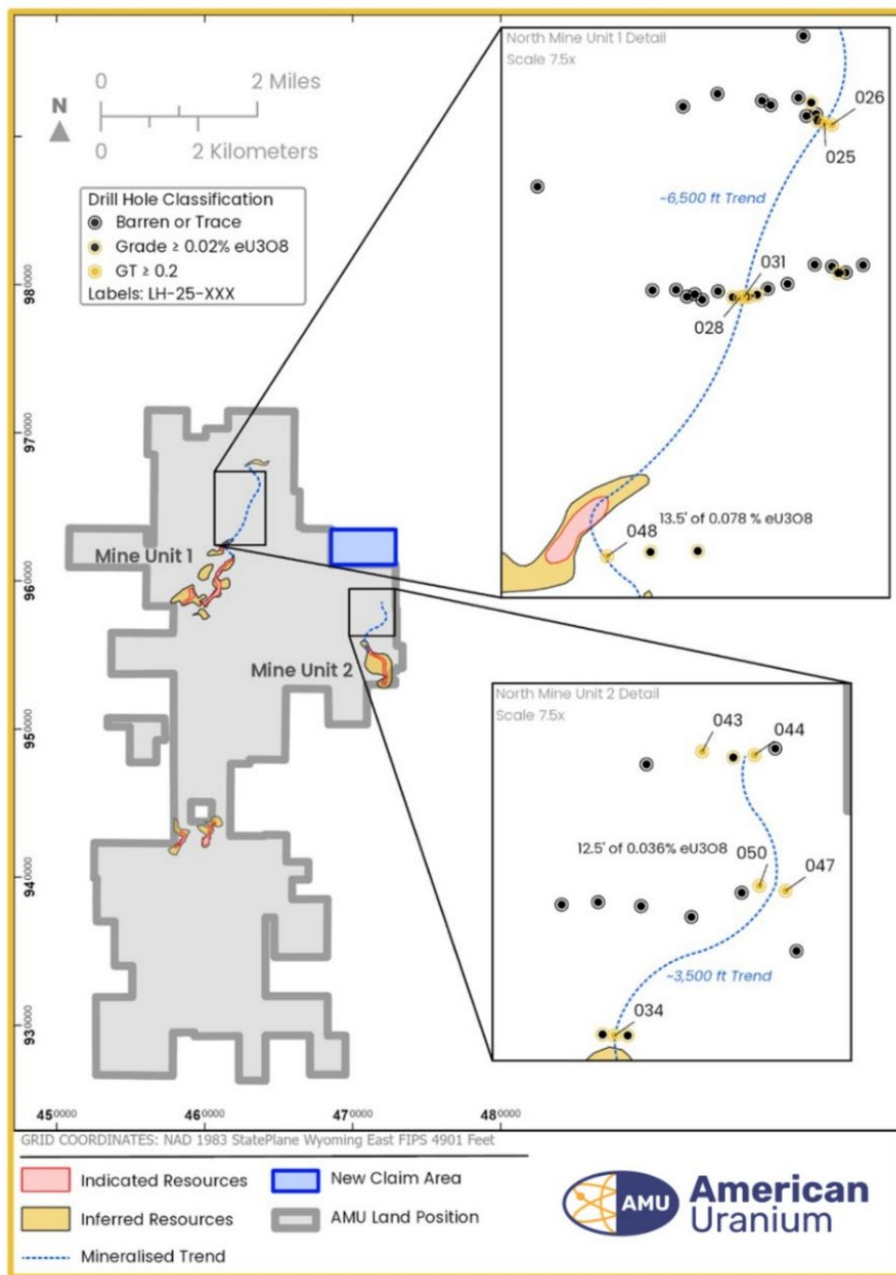 North Mine Unit 1 Detail
Scale 7.5x
026
025
~6,500 ft Trend
031
028
13.5' of 0.078 % eU3O8
048
0 2 Miles
N
0 2 Kilometers
Drill Hole Classification
Barren or Trace
Grade ≥ 0.02% eU3O8
GT ≥ 0.2
Labels: LH-25-XXX
980000
970000
960000
950000
940000
930000
Mine Unit 1
Mine Unit 2
North Mine Unit 2 Detail
Scale 7.5x
043
044
12.5' of 0.036% eU3O8
050
047
~3,500 ft Trend
034
450000 460000 470000 480000
GRID COORDINATES: NAD 1983 StatePlane Wyoming East FIPS 4901 Feet
Indicated Resources
New Claim Area
Inferred Resources
AMU Land Position
Mineralised Trend
AMU
American
Uranium